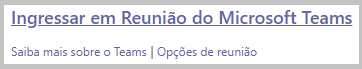 Ingressar em Reunião do Microsoft Teams
Saiba mais sobre o Teams | Opções de reunião